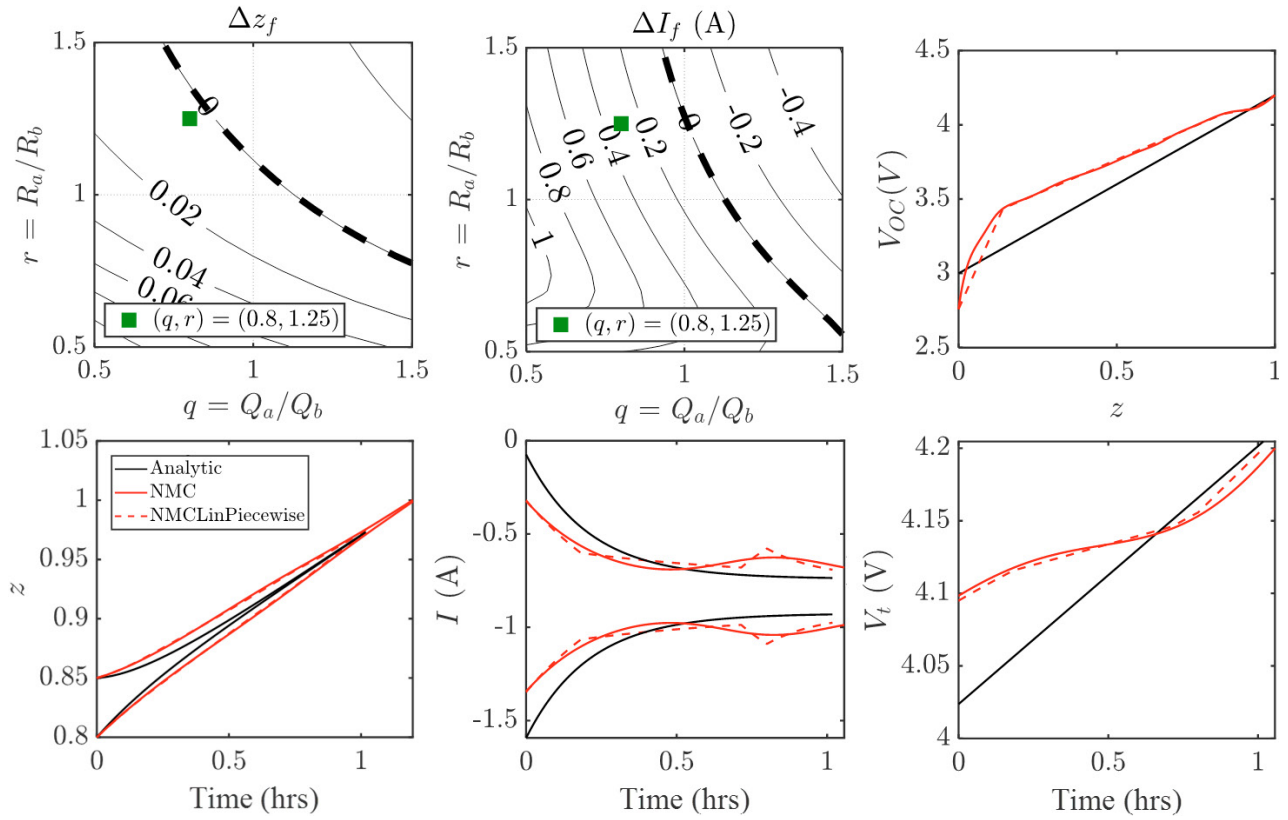 Δz_f
1.5
1
0.5
r = R_a/R_b
0
0.02
0.04
0.06
(q, r) = (0.8, 1.25)
0.5
1
1.5
q = Q_a/Q_b
ΔI_f (A)
1.5
1
0.5
r = R_a/R_b
1
0.8
0.6
0.4
0.2
0
-0.2
-0.4
(q, r) = (0.8, 1.25)
0.5
1
1.5
q = Q_a/Q_b
4.5
4
3.5
3
2.5
V_OC(V)
0
0.5
1
z
1.05
1
0.95
0.9
0.85
0.8
z
Analytic
NMC
NMCLinPiecewise
0
0.5
1
Time (hrs)
0
-0.5
-1
-1.5
I (A)
0
0.5
1
Time (hrs)
4.2
4.15
4.1
4.05
4
V_t (V)
0
0.5
1
Time (hrs)